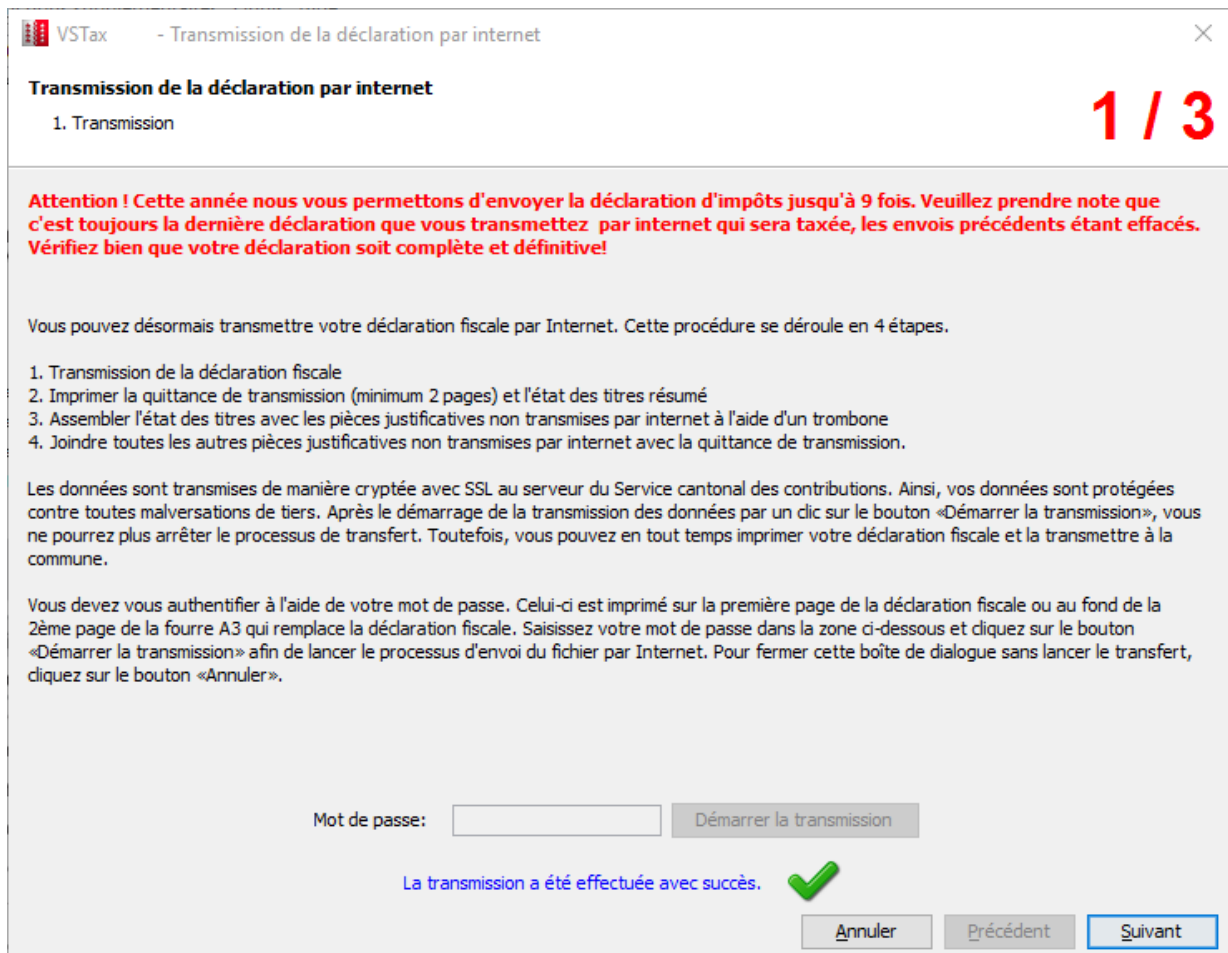 VSTax - Transmission de la déclaration par internet
Transmission de la déclaration par internet
1. Transmission
1 / 3
Attention ! Cette année nous vous permettons d'envoyer la déclaration d'impôts jusqu'à 9 fois. Veuillez prendre note que
c'est toujours la dernière déclaration que vous transmettez par internet qui sera taxée, les envois précédents étant effacés.
Vérifiez bien que votre déclaration soit complète et définitive!
Vous pouvez désormais transmettre votre déclaration fiscale par Internet. Cette procédure se déroule en 4 étapes.
1. Transmission de la déclaration fiscale
2. Imprimer la quittance de transmission (minimum 2 pages) et l'état des titres résumé
3. Assembler l'état des titres avec les pièces justificatives non transmises par internet à l'aide d'un trombone
4. Joindre toutes les autres pièces justificatives non transmises par internet avec la quittance de transmission.
Les données sont transmises de manière cryptée avec SSL au serveur du Service cantonal des contributions. Ainsi, vos données sont protégées
contre toutes malversations de tiers. Après le démarrage de la transmission des données par un clic sur le bouton «Démarrer la transmission», vous
ne pourrez plus arrêter le processus de transfert. Toutefois, vous pouvez en tout temps imprimer votre déclaration fiscale et la transmettre à la
commune.
Vous devez vous authentifier à l'aide de votre mot de passe. Celui-ci est imprimé sur la première page de la déclaration fiscale ou au fond de la
2ème page de la fourre A3 qui remplace la déclaration fiscale. Saisissez votre mot de passe dans la zone ci-dessous et cliquez sur le bouton
«Démarrer la transmission» afin de lancer le processus d'envoi du fichier par Internet. Pour fermer cette boîte de dialogue sans lancer le transfert,
cliquez sur le bouton «Annuler».
Mot de passe: Démarrer la transmission
La transmission a été effectuée avec succès.
Annuler Précédent Suivant